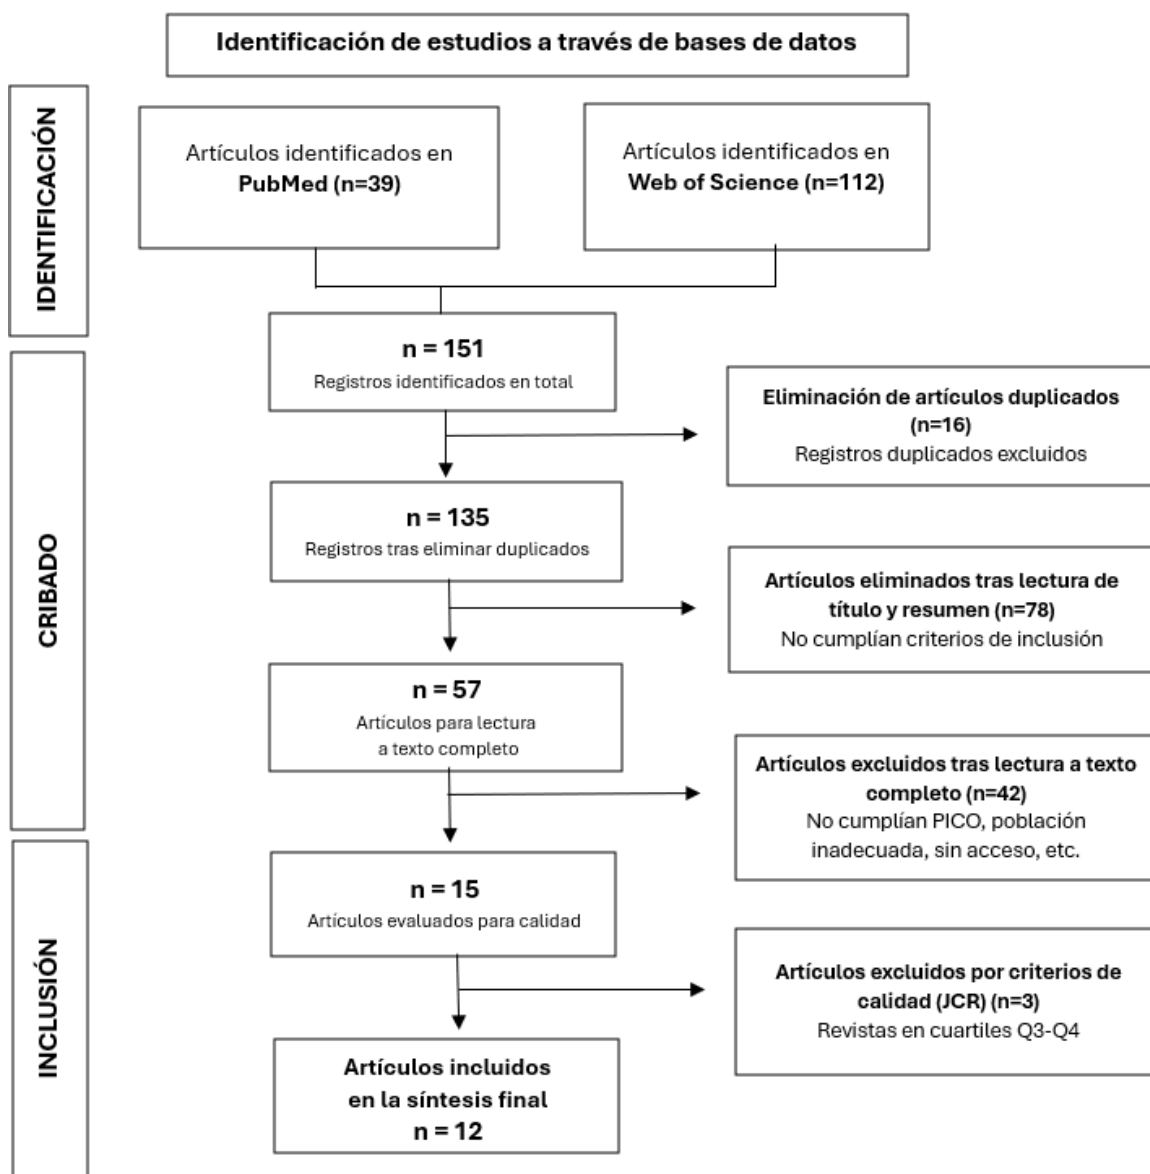 Identificación de estudios a través de bases de datos
IDENTIFICACIÓN
Artículos identificados en
PubMed (n=39)
Artículos identificados en
Web of Science (n=112)
n = 151
Registros identificados en total
Eliminación de artículos duplicados
(n=16)
Registros duplicados excluidos
CRIBADO
n = 135
Registros tras eliminar duplicados
Artículos eliminados tras lectura de
título y resumen (n=78)
No cumplían criterios de inclusión
n = 57
Artículos para lectura
a texto completo
Artículos excluidos tras lectura a texto
completo (n=42)
No cumplían PICO, población
inadecuada, sin acceso, etc.
INCLUSIÓN
n = 15
Artículos evaluados para calidad
Artículos excluidos por criterios de
calidad (JCR) (n=3)
Revistas en cuartiles Q3-Q4
Artículos incluidos
en la síntesis final
n = 12